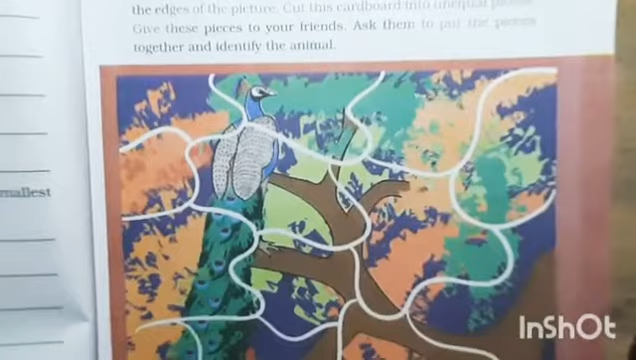 the edges of the picture. Cut this cardboard into unequal pieces.
Give these pieces to your friends. Ask them to put the pieces
together and identify the animal.
mallest
InShOt